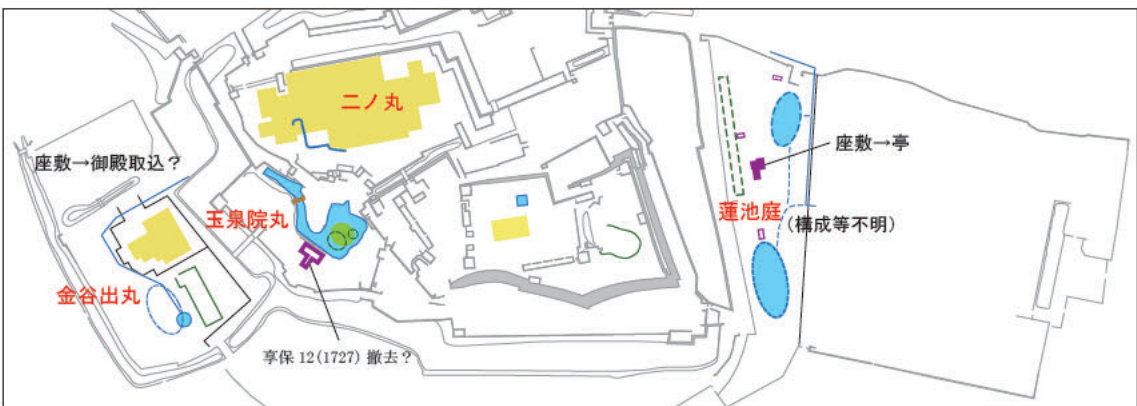 二ノ丸
座敷→御殿取込？
座敷→亭
玉泉院丸
蓮池庭
(構成等不明)
金谷出丸
享保 12(1727) 撤去？